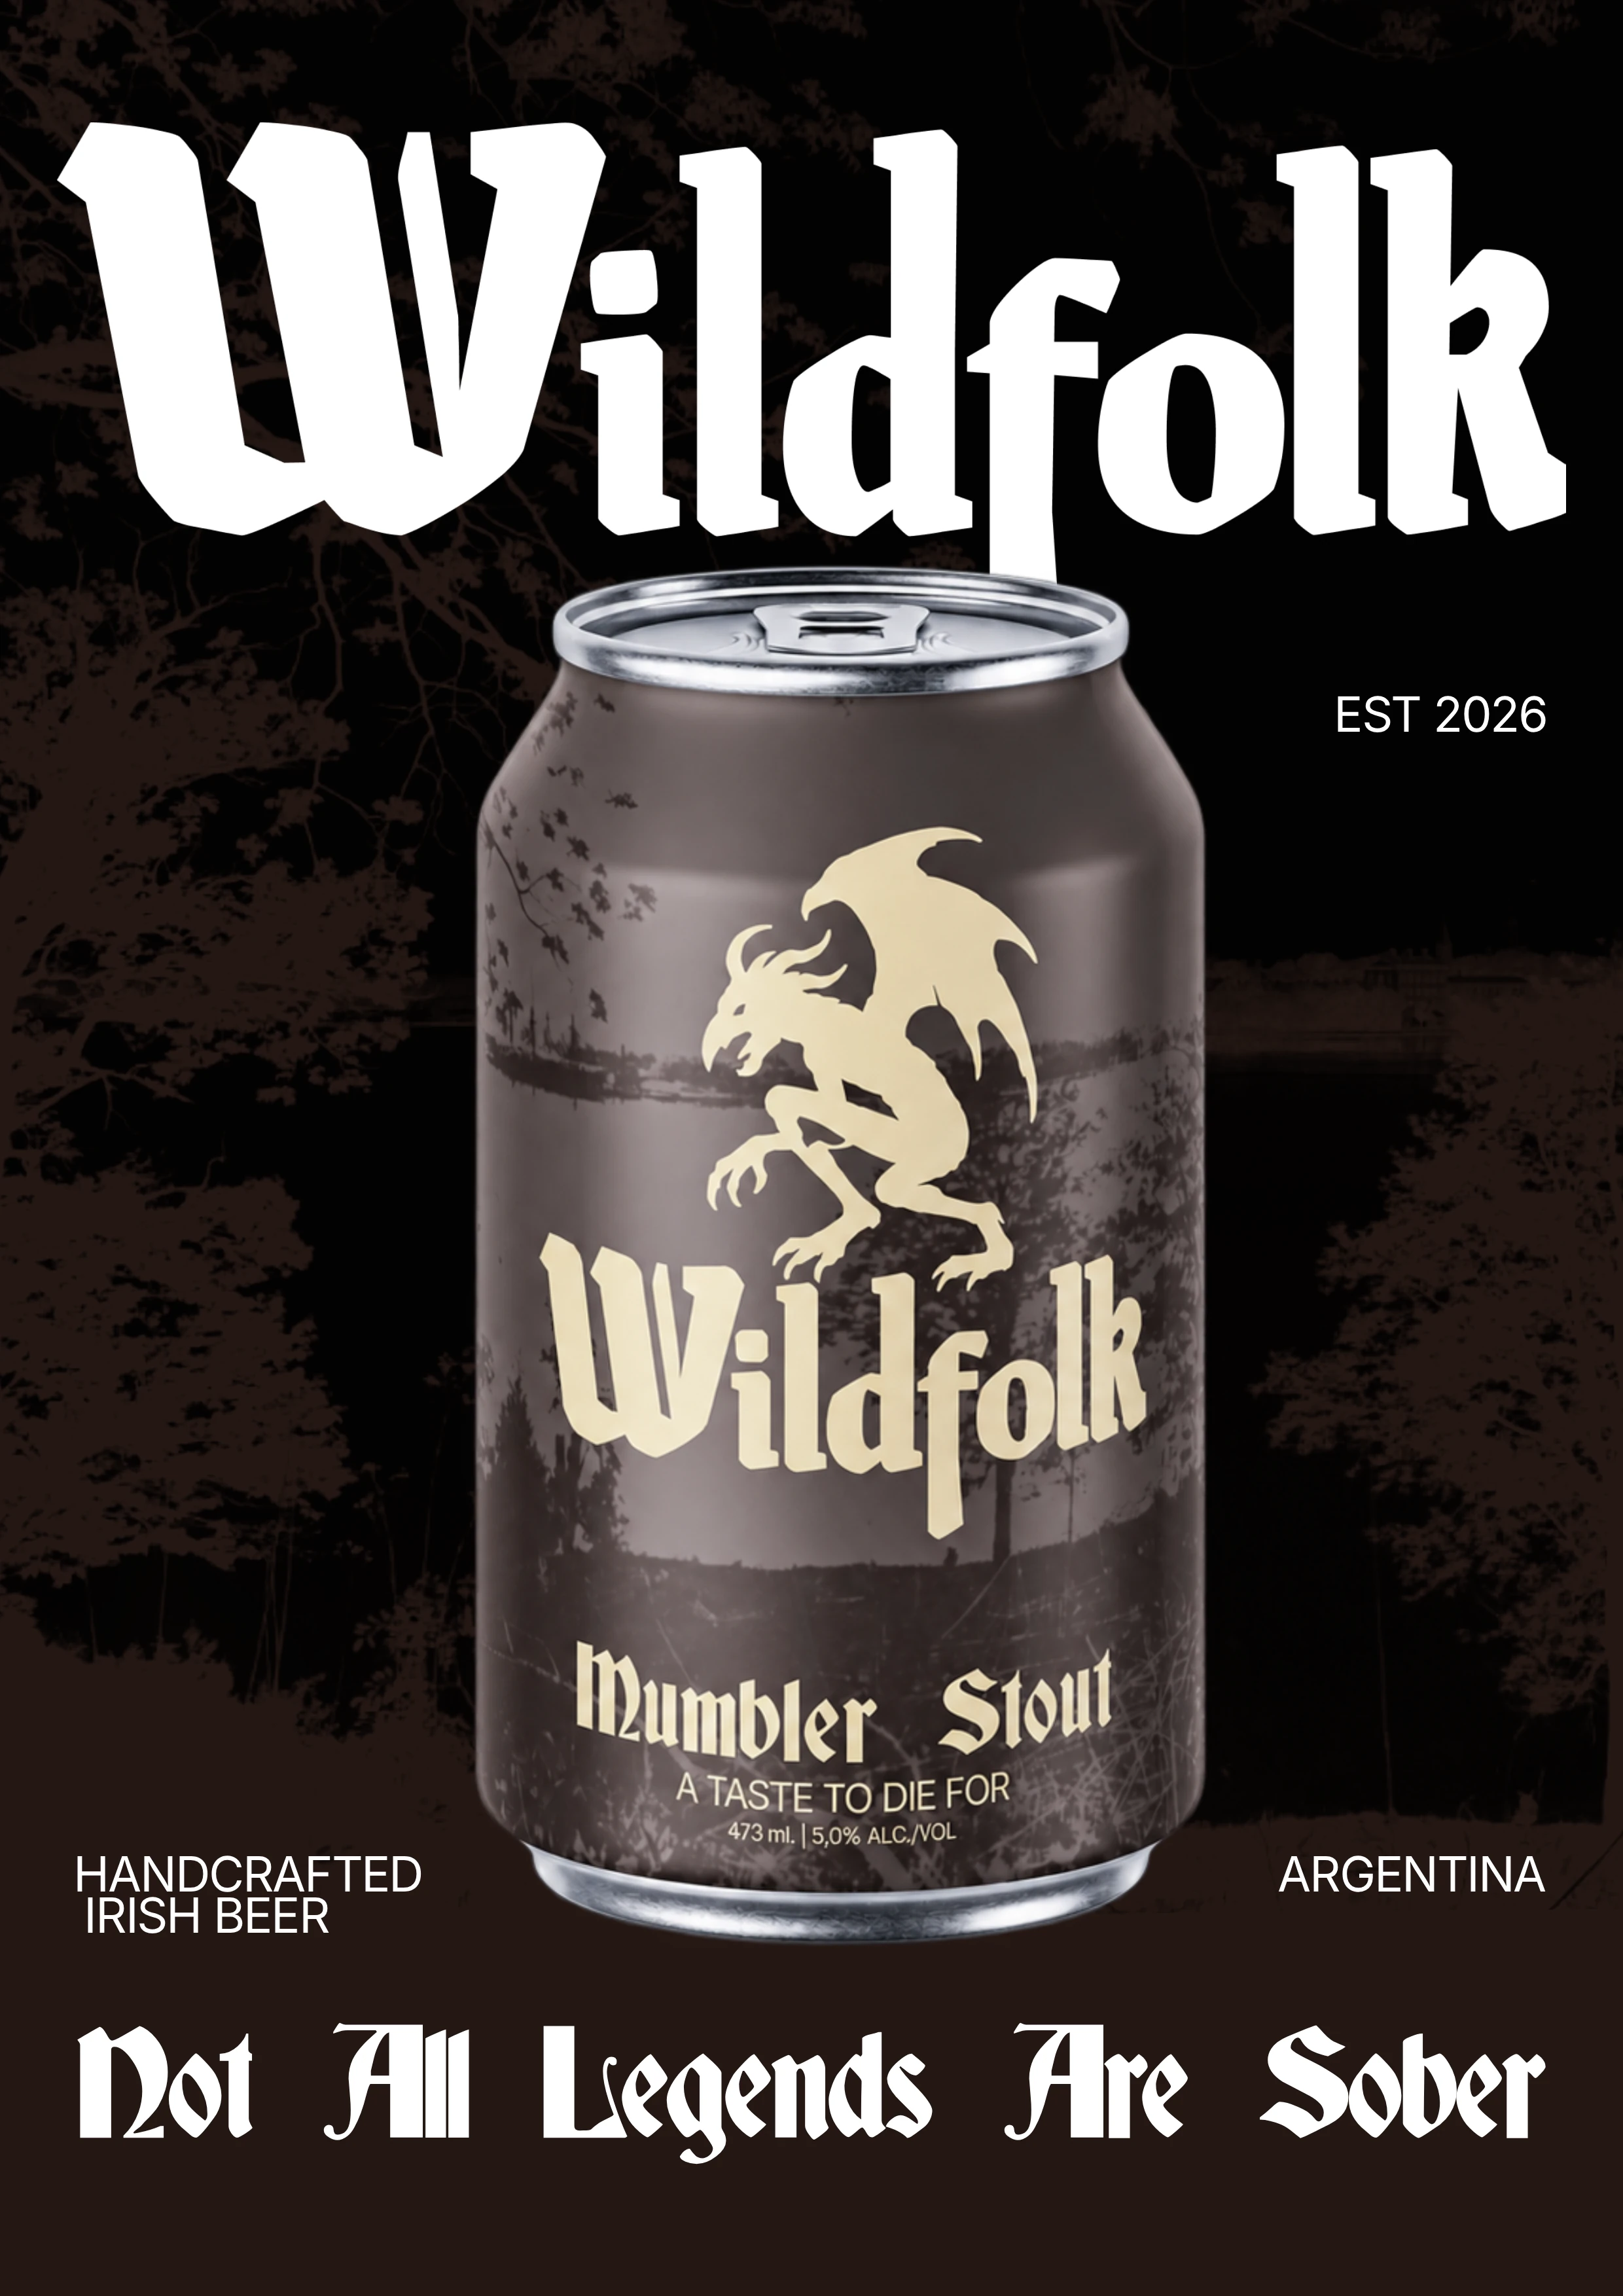 Wildfolk
EST 2026
Wildfolk
Mumbler Stout
A TASTE TO DIE FOR
473 ml. | 5,0% ALC./VOL
HANDCRAFTED
IRISH BEER
ARGENTINA
Not All Legends Are Sober